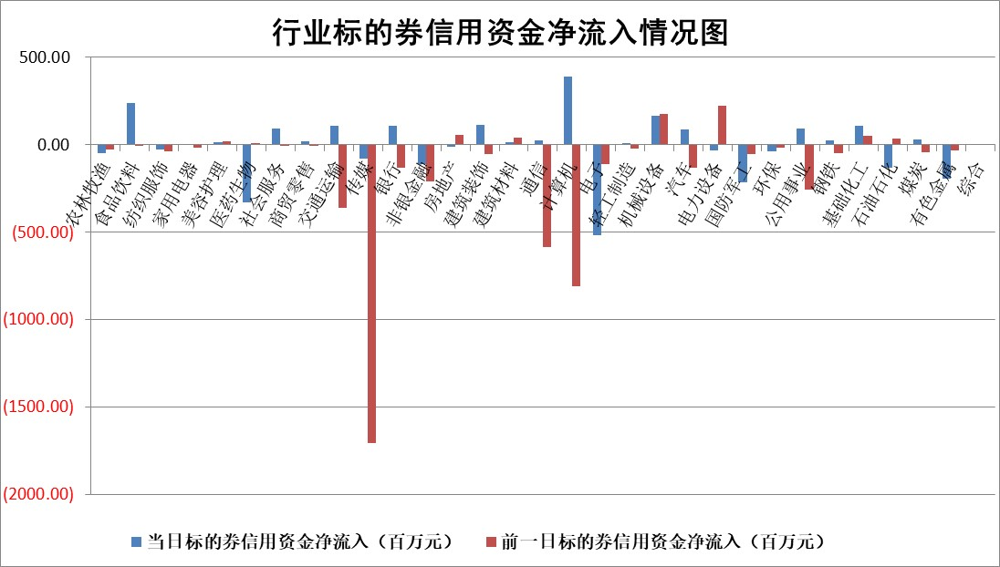 行业标的券信用资金净流入情况图
500.00
0.00
(500.00)
(1000.00)
(1500.00)
(2000.00)
农林牧渔
食品饮料
纺织服饰
家用电器
美容护理
医药生物
社会服务
商贸零售
交通运输
传媒
银行
非银金融
房地产
建筑装饰
建筑材料
通信
计算机
电子
轻工制造
机械设备
汽车
电力设备
国防军工
环保
公用事业
钢铁
基础化工
石油石化
煤炭
有色金属
综合
当日标的券信用资金净流入（百万元）
前一日标的券信用资金净流入（百万元）